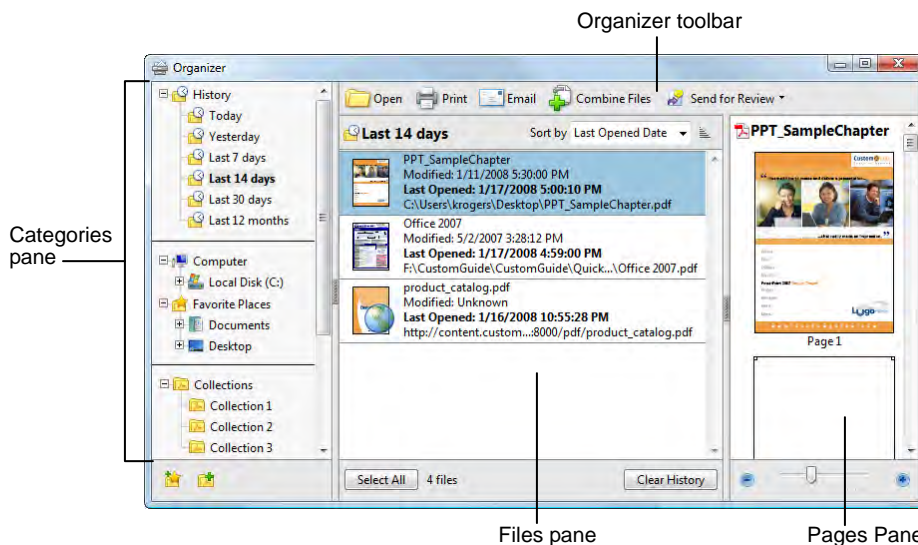 Organizer toolbar
Organizer
History
Today
Yesterday
Last 7 days
Last 14 days
Last 30 days
Last 12 months
Computer
Local Disk (C:)
Favorite Places
Documents
Desktop
Collections
Collection 1
Collection 2
Collection 3
Categories
pane
Open Print Email Combine Files Send for Review
Last 14 days Sort by Last Opened Date
PPT_SampleChapter
Modified: 1/11/2008 5:30:00 PM
Last Opened: 1/17/2008 5:00:10 PM
C:\Users\krogers\Desktop\PPT_SampleChapter.pdf
Office 2007
Modified: 5/2/2007 3:28:12 PM
Last Opened: 1/17/2008 4:59:00 PM
F:\CustomGuide\CustomGuide\Quick...\Office 2007.pdf
product_catalog.pdf
Modified: Unknown
Last Opened: 1/16/2008 10:55:28 PM
http://content.custom...:8000/pdf/product_catalog.pdf
Select All 4 files Clear History
PPT_SampleChapter
Page 1
Files pane
Pages Pane